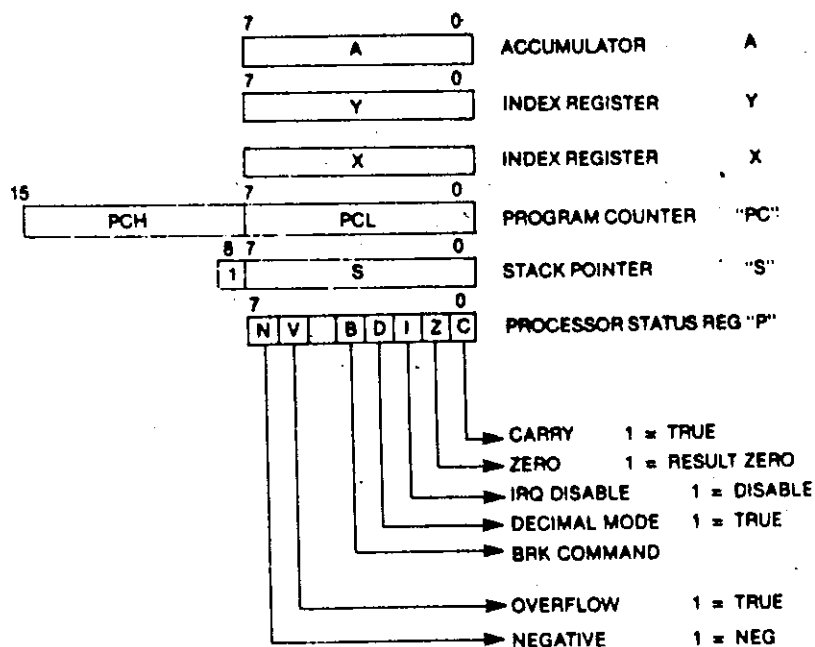 7 0
A ACCUMULATOR A
7 0
Y INDEX REGISTER Y
X INDEX REGISTER X
15 7 0
PCH PCL PROGRAM COUNTER "PC"
8 7 0
1 S STACK POINTER "S"
7 0
N V B D I Z C PROCESSOR STATUS REG "P"
CARRY 1 = TRUE
ZERO 1 = RESULT ZERO
IRQ DISABLE 1 = DISABLE
DECIMAL MODE 1 = TRUE
BRK COMMAND
OVERFLOW 1 = TRUE
NEGATIVE 1 = NEG